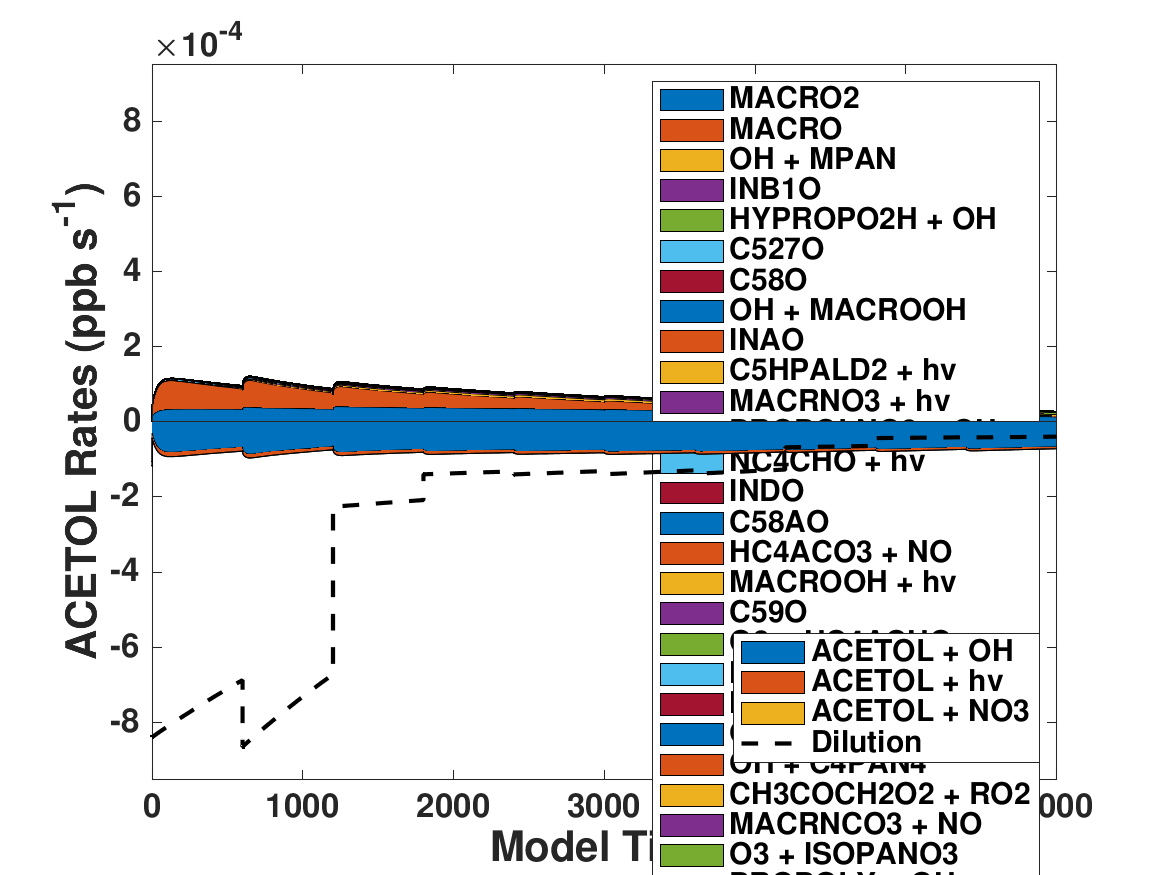 ×10-4
8
6
4
2
0
-2
-4
-6
-8
ACETOL Rates (ppb s-1)
0
1000
2000
3000
000
Model Ti
MACRO2
MACRO
OH + MPAN
INB1O
HYPROPO2H + OH
C527O
C58O
OH + MACROOH
INAO
C5HPALD2 + hv
MACRNO3 + hv
NC4CHO + hv
INDO
C58AO
HC4ACO3 + NO
MACROOH + hv
C59O
OH + C4PAN4
CH3COCH2O2 + RO2
MACRNCO3 + NO
O3 + ISOPANO3
ACETOL + OH
ACETOL + hv
ACETOL + NO3
Dilution